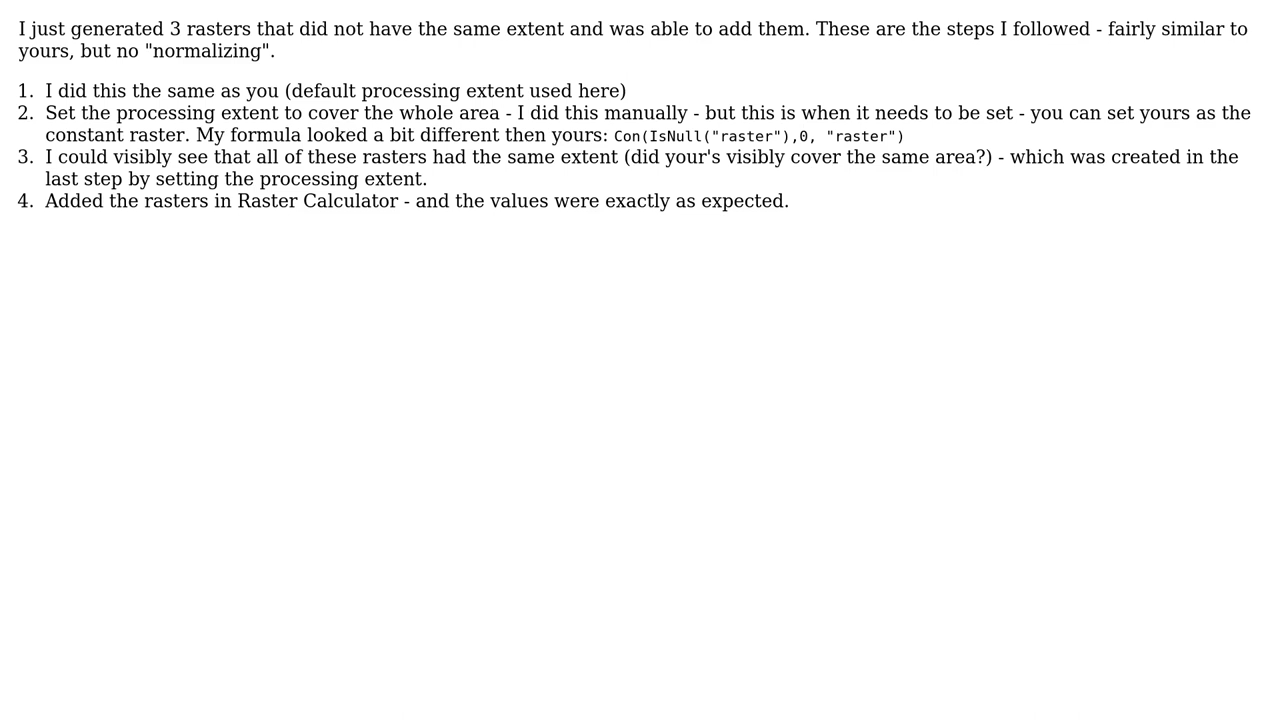 I just generated 3 rasters that did not have the same extent and was able to add them. These are the steps I followed - fairly similar to
yours, but no "normalizing".
1. I did this the same as you (default processing extent used here)
2. Set the processing extent to cover the whole area - I did this manually - but this is when it needs to be set - you can set yours as the
constant raster. My formula looked a bit different then yours: Con(IsNull("raster"),0, "raster")
3. I could visibly see that all of these rasters had the same extent (did your's visibly cover the same area?) - which was created in the
last step by setting the processing extent.
4. Added the rasters in Raster Calculator - and the values were exactly as expected.